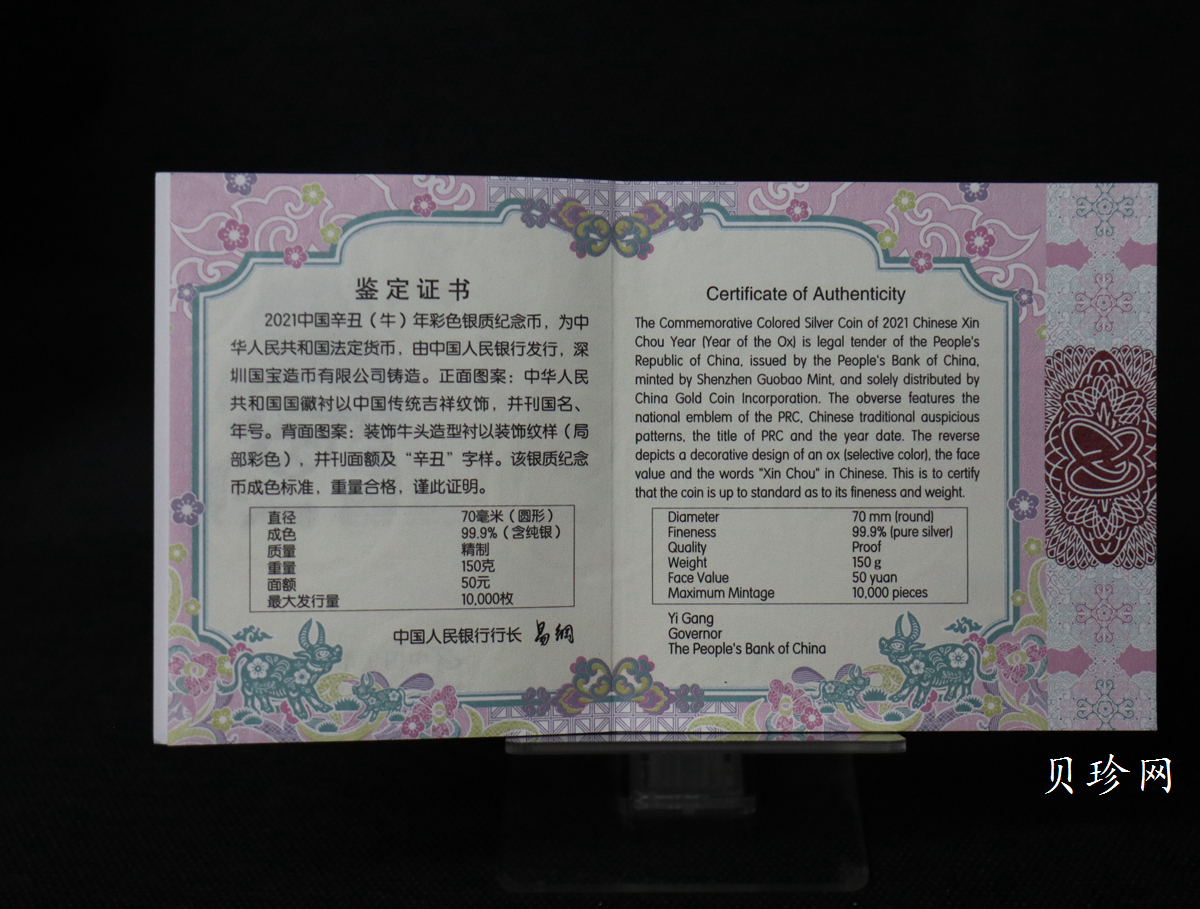 鉴定证书
2021中国辛丑（牛）年彩色银质纪念币，为中
华人民共和国法定货币，由中国人民银行发行，深
圳国宝造币有限公司铸造。正面图案：中华人民
共和国国徽衬以中国传统吉祥纹饰，并刊国名、
年号。背面图案：装饰牛头造型衬以装饰纹样（局
部彩色），并刊面额及“辛丑”字样。该银质纪念
币成色标准，重量合格，谨此证明。
直径 70毫米（圆形）
成色 99.9%（含纯银）
质量 精制
重量 150克
面额 50元
最大发行量 10,000枚
中国人民银行行长 易纲
Certificate of Authenticity
The Commemorative Colored Silver Coin of 2021 Chinese Xin
Chou Year (Year of the Ox) is legal tender of the People's
Republic of China, issued by the People's Bank of China,
minted by Shenzhen Guobao Mint, and solely distributed by
China Gold Coin Incorporation. The obverse features the
national emblem of the PRC, Chinese traditional auspicious
patterns, the title of PRC and the year date. The reverse
depicts a decorative design of an ox (selective color), the face
value and the words "Xin Chou" in Chinese. This is to certify
that the coin is up to standard as to its fineness and weight.
Diameter 70 mm (round)
Fineness 99.9% (pure silver)
Quality Proof
Weight 150 g
Face Value 50 yuan
Maximum Mintage 10,000 pieces
Yi Gang
Governor
The People's Bank of China
贝珍网